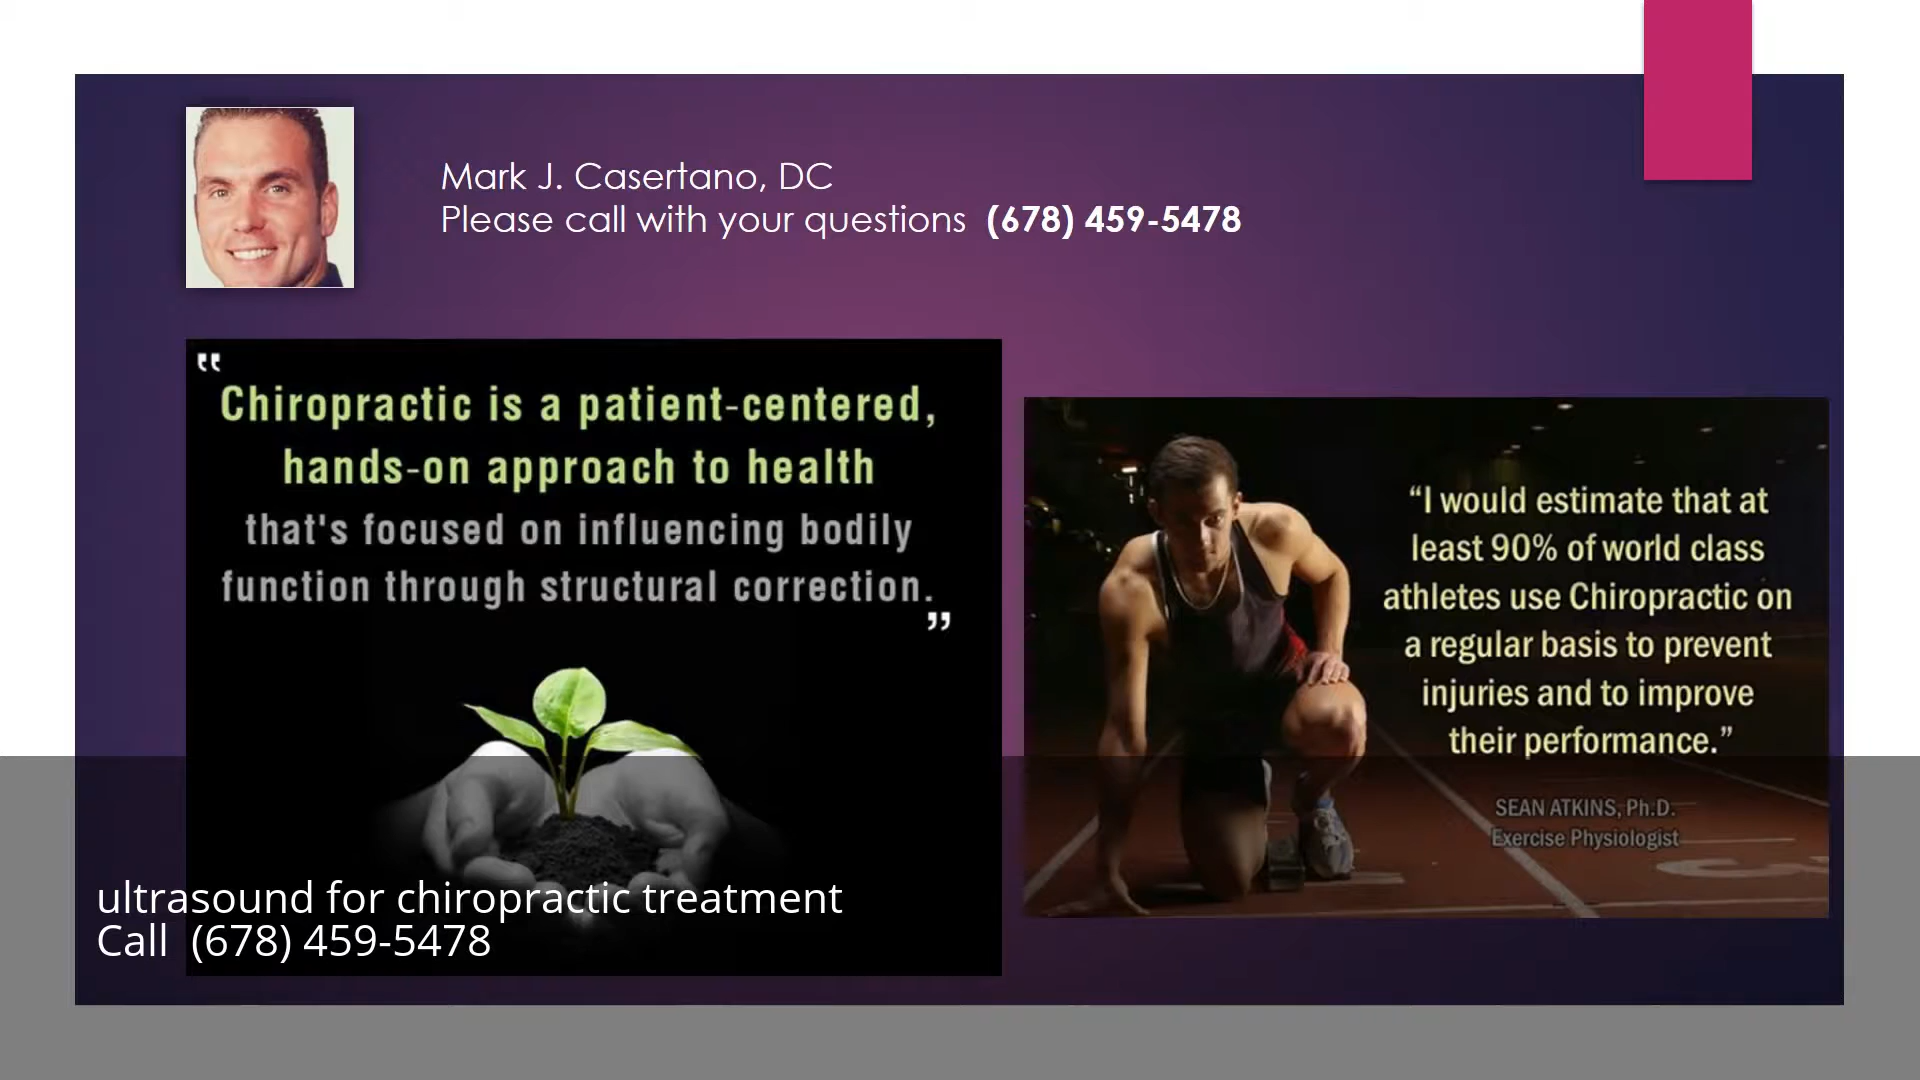 Mark J. Casertano, DC
Please call with your questions  (678) 459-5478
"
Chiropractic is a patient-centered,
hands-on approach to health
that's focused on influencing bodily
function through structural correction.
"
“I would estimate that at
least 90% of world class
athletes use Chiropractic on
a regular basis to prevent
injuries and to improve
their performance.”
SEAN ATKINS, Ph.D.
Exercise Physiologist
3
ultrasound for chiropractic treatment
Call  (678) 459-5478